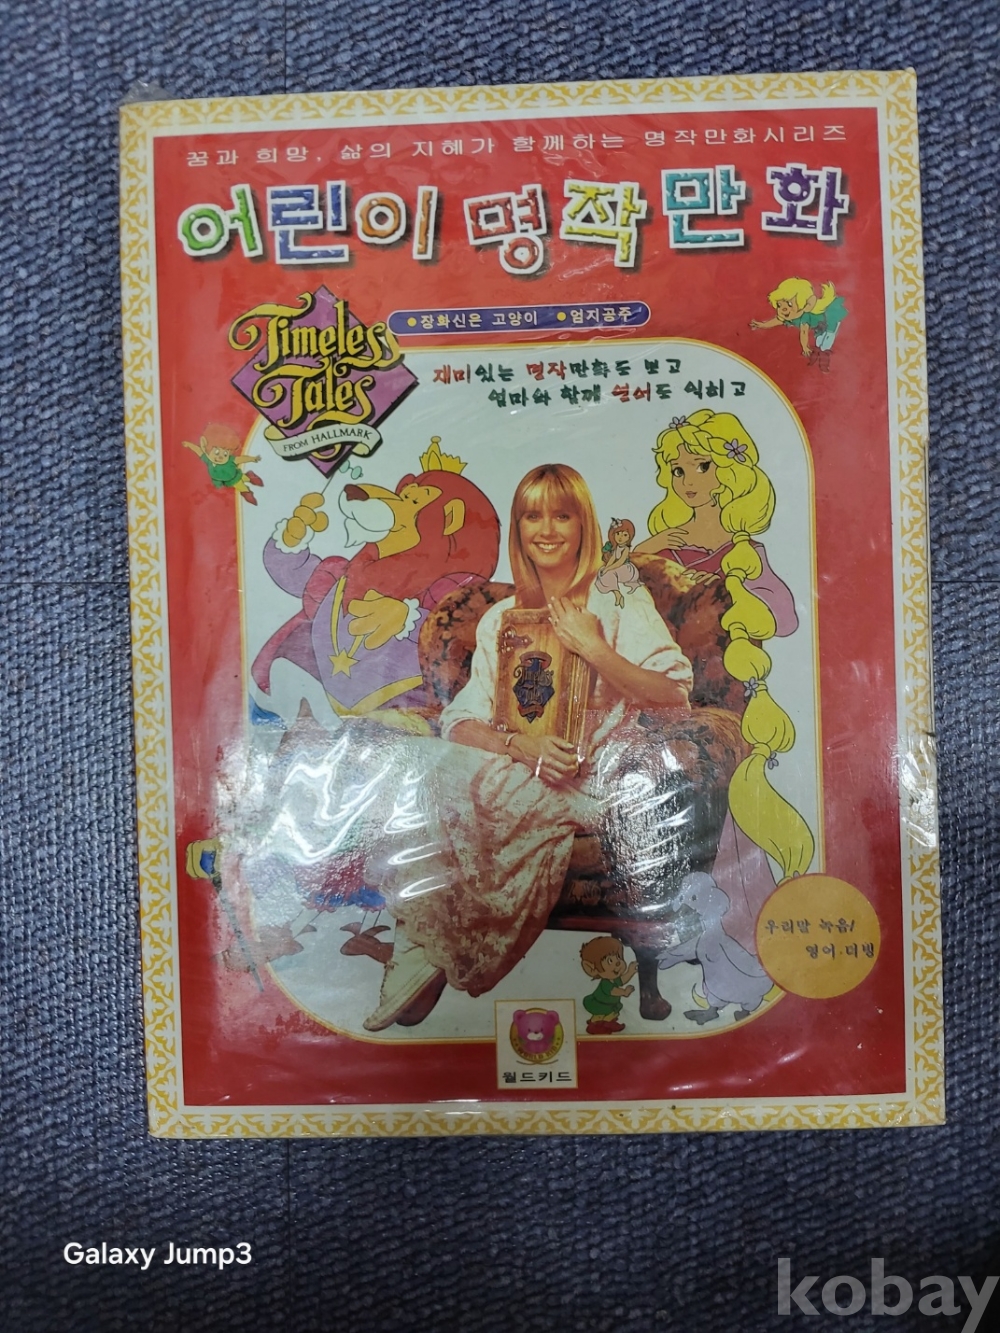 꿈과 희망, 삶의 지혜가 함께하는 명작만화시리즈
어린이 명작만화
Timeless
Tales
FROM HALLMARK
●장화신은 고양이 ●엄지공주
재미있는 명작만화도 보고
엄마와 함께 영어도 익히고
Timeless
Tales
우리말 녹음/
영어·더빙
월드키드
Galaxy Jump3
kobay